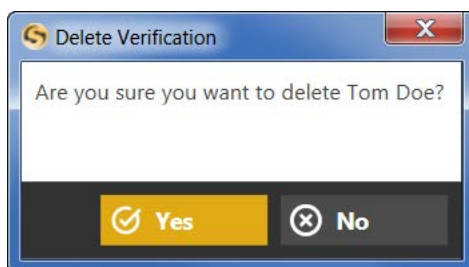 Delete Verification
Are you sure you want to delete Tom Doe?
Yes
No